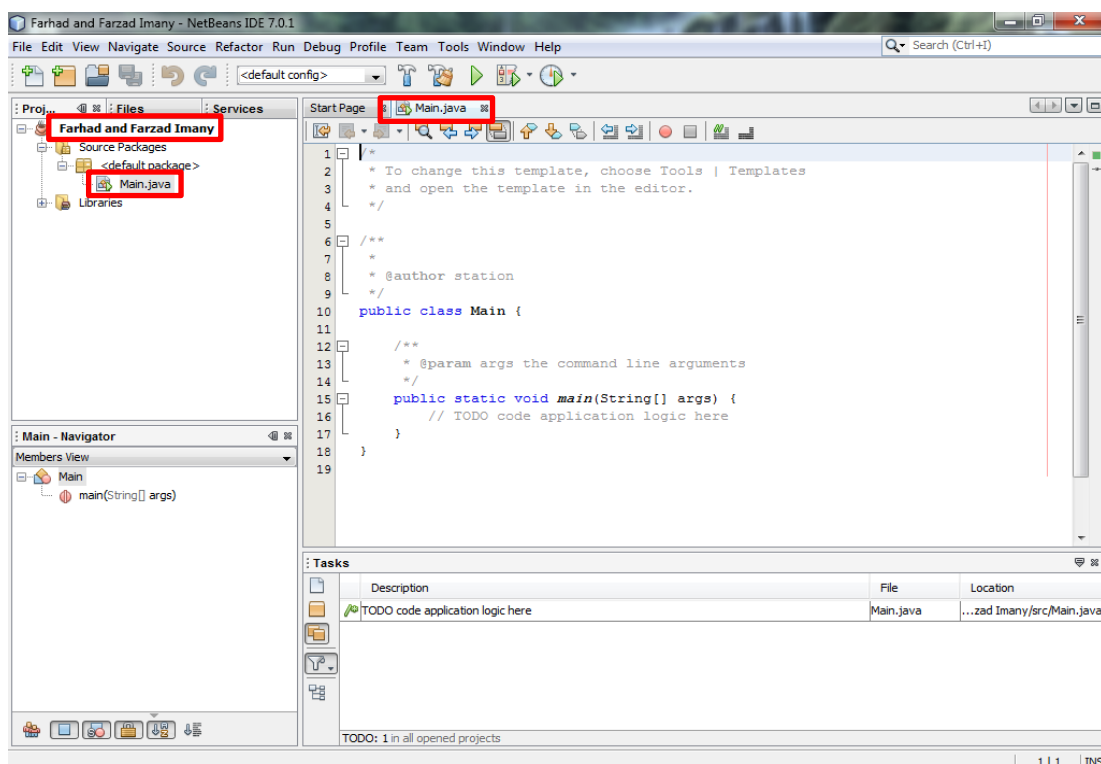 Farhad and Farzad Imany - NetBeans IDE 7.0.1
File Edit View Navigate Source Refactor Run Debug Profile Team Tools Window Help
Search (Ctrl+I)
<default config>
Proj... Files Services
Farhad and Farzad Imany
Source Packages
<default package>
Main.java
Libraries
Start Page Main.java
1 /*
2 * To change this template, choose Tools | Templates
3 * and open the template in the editor.
4 */
5
6 /**
7 *
8 * @author station
9 */
10 public class Main {
11
12 /**
13 * @param args the command line arguments
14 */
15 public static void main(String[] args) {
16 // TODO code application logic here
17 }
18 }
19
Main - Navigator
Members View
Main
main(String[] args)
Tasks
Description File Location
TODO code application logic here Main.java ...zad Imany/src/Main.java
TODO: 1 in all opened projects
1 | 1 INS